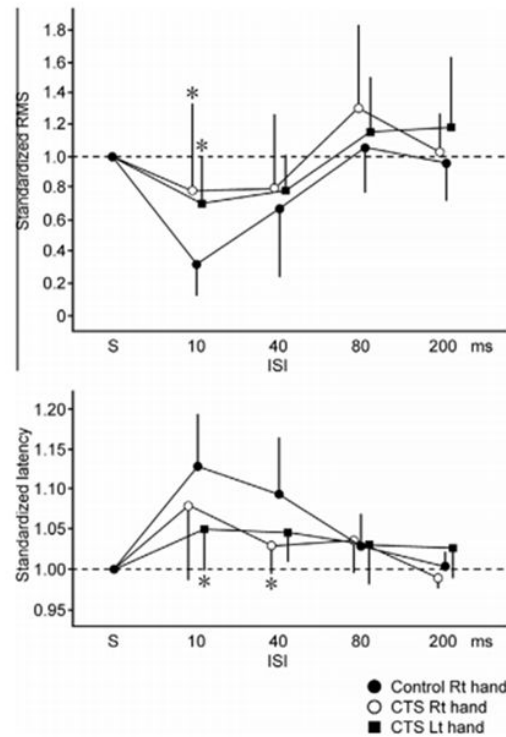 Standardized RMS
1.8
1.6
1.4
1.2
1.0
0.8
0.6
0.4
0.2
0
*
*
S 10 40 80 200 ms
ISI
Standardized latency
1.20
1.15
1.10
1.05
1.00
0.95
*
*
S 10 40 80 200 ms
ISI
Control Rt hand
CTS Rt hand
CTS Lt hand